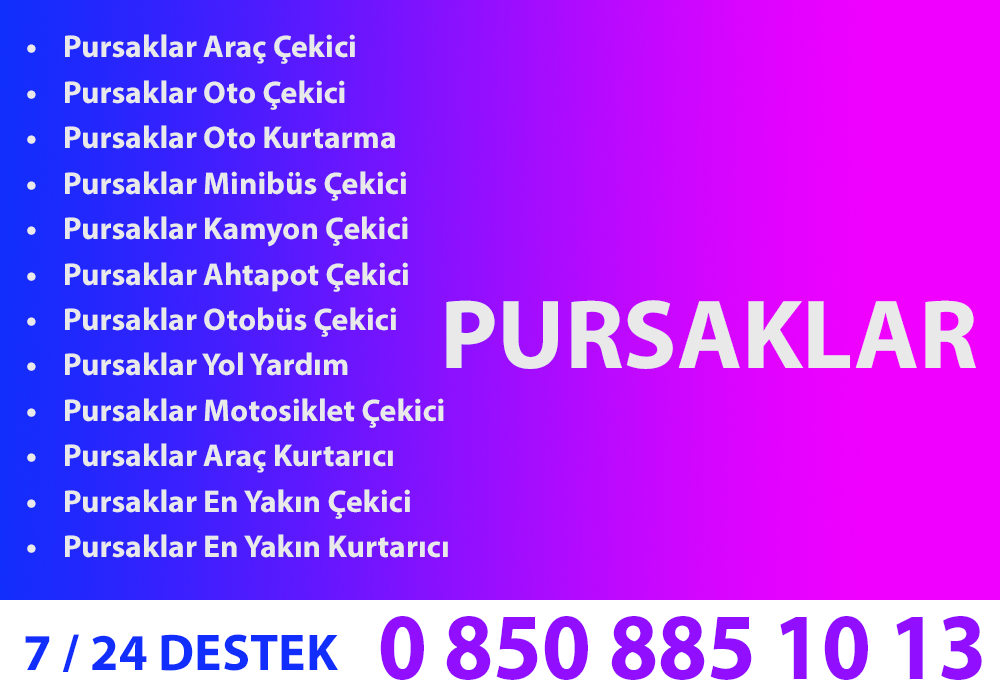 • Pursaklar Araç Çekici
• Pursaklar Oto Çekici
• Pursaklar Oto Kurtarma
• Pursaklar Minibüs Çekici
• Pursaklar Kamyon Çekici
• Pursaklar Ahtapot Çekici
• Pursaklar Otobüs Çekici
• Pursaklar Yol Yardım
• Pursaklar Motosiklet Çekici
• Pursaklar Araç Kurtarıcı
• Pursaklar En Yakın Çekici
• Pursaklar En Yakın Kurtarıcı
PURSAKLAR
7 / 24 DESTEK
0 850 885 10 13